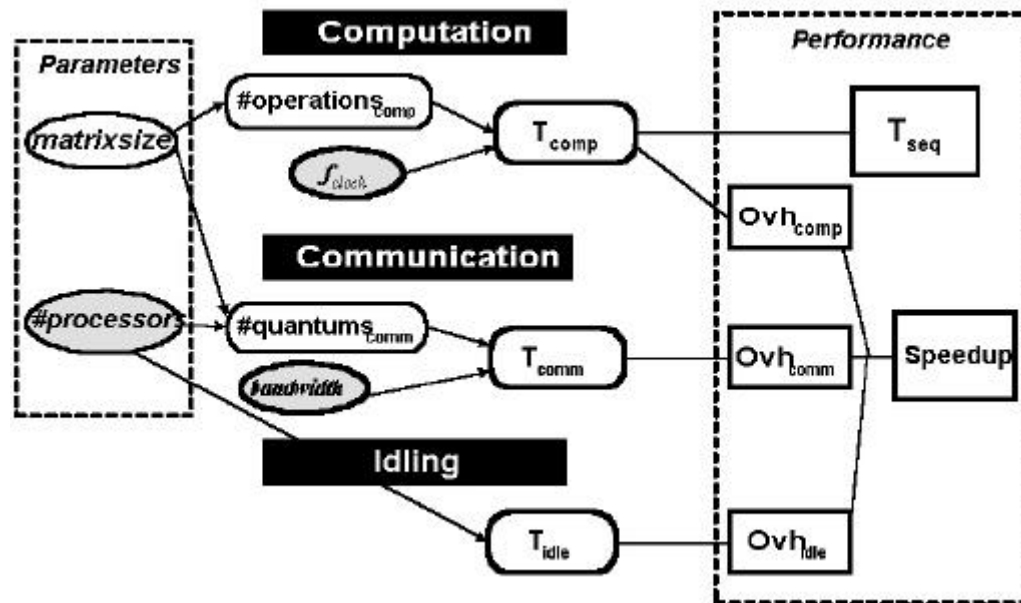 Computation
Performance
Parameters
#operationscomp
matrixsize
Tcomp
Tseq
fclock
Ovhcomp
Communication
#processors
#quantumscomm
Tcomm
Ovhcomm
Speedup
bandwidth
Idling
Tidle
Ovhidle